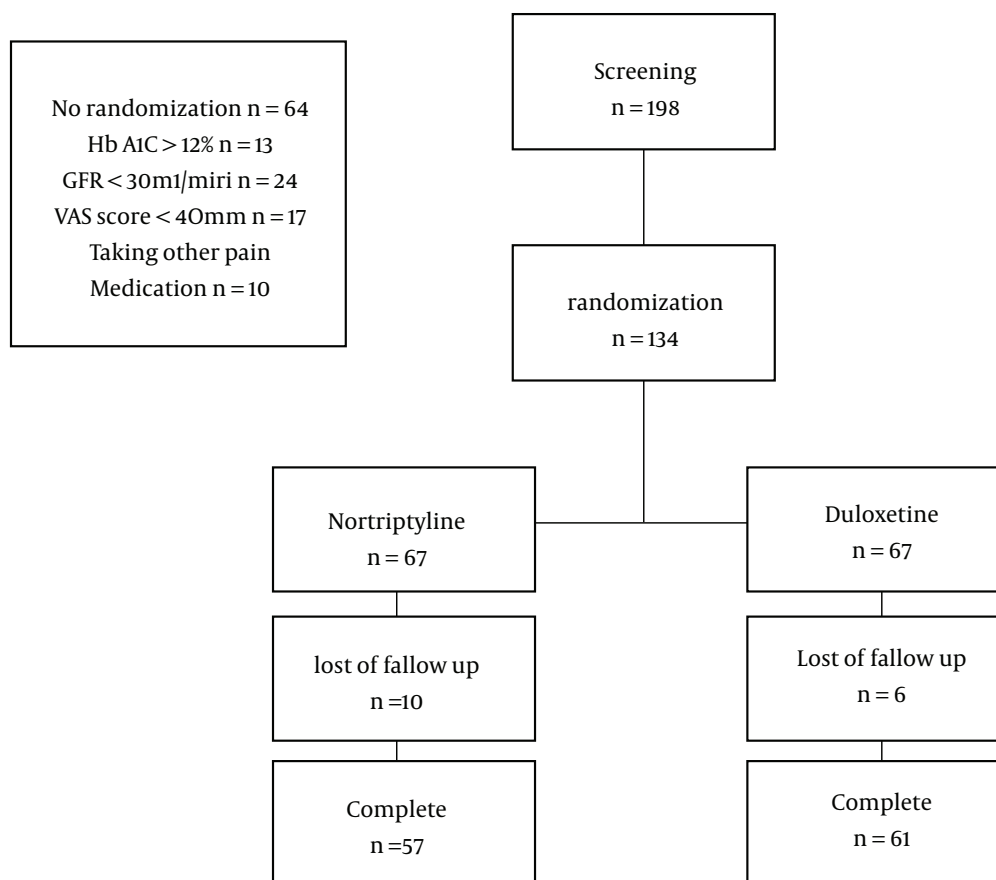 No randomization n = 64
Hb A1C > 12% n = 13
GFR < 30m1/miri n = 24
VAS score < 4Omm n = 17
Taking other pain
Medication n = 10
Screening
n = 198
randomization
n = 134
Nortriptyline
n = 67
Duloxetine
n = 67
lost of fallow up
n =10
Lost of fallow up
n = 6
Complete
n =57
Complete
n = 61